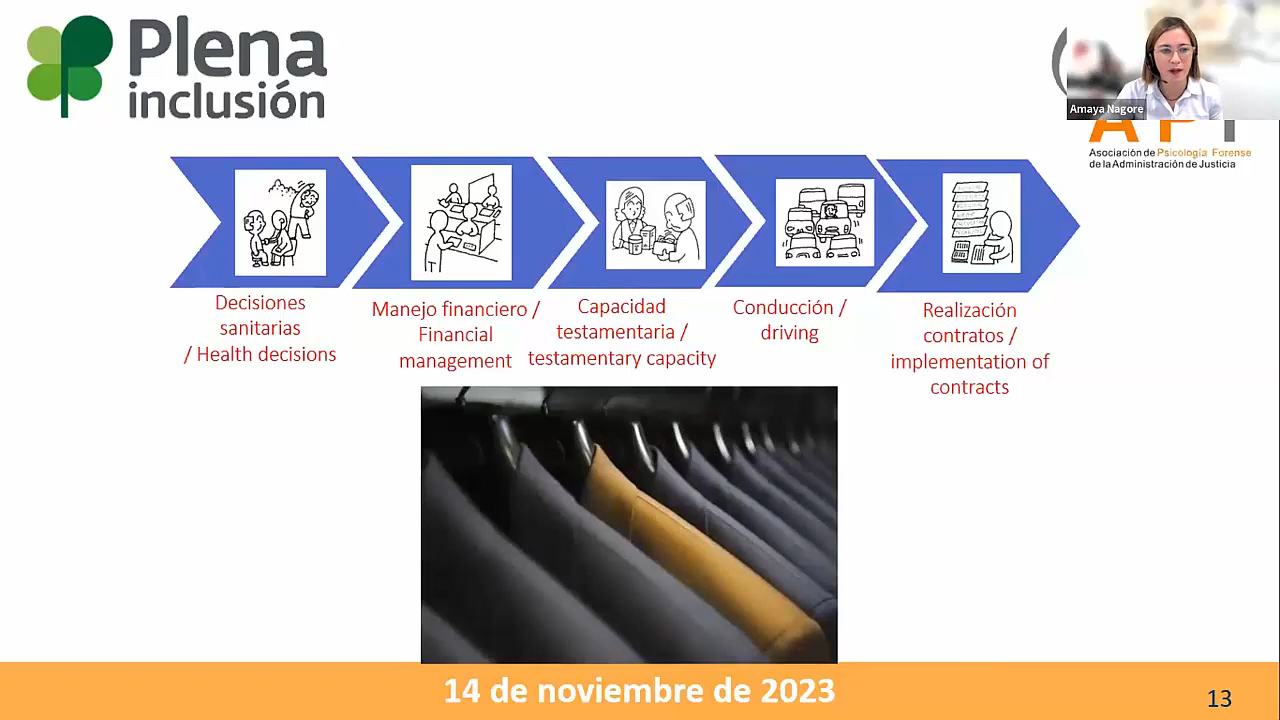 Plena
inclusión
Amaya Nagore
Asociación de Psicología Forense
de la Administración de Justicia
Decisiones
sanitarias
/ Health decisions
Manejo financiero /
Financial
management
Capacidad
testamentaria /
testamentary capacity
Conducción /
driving
Realización
contratos /
implementation of
contracts
14 de noviembre de 2023
13